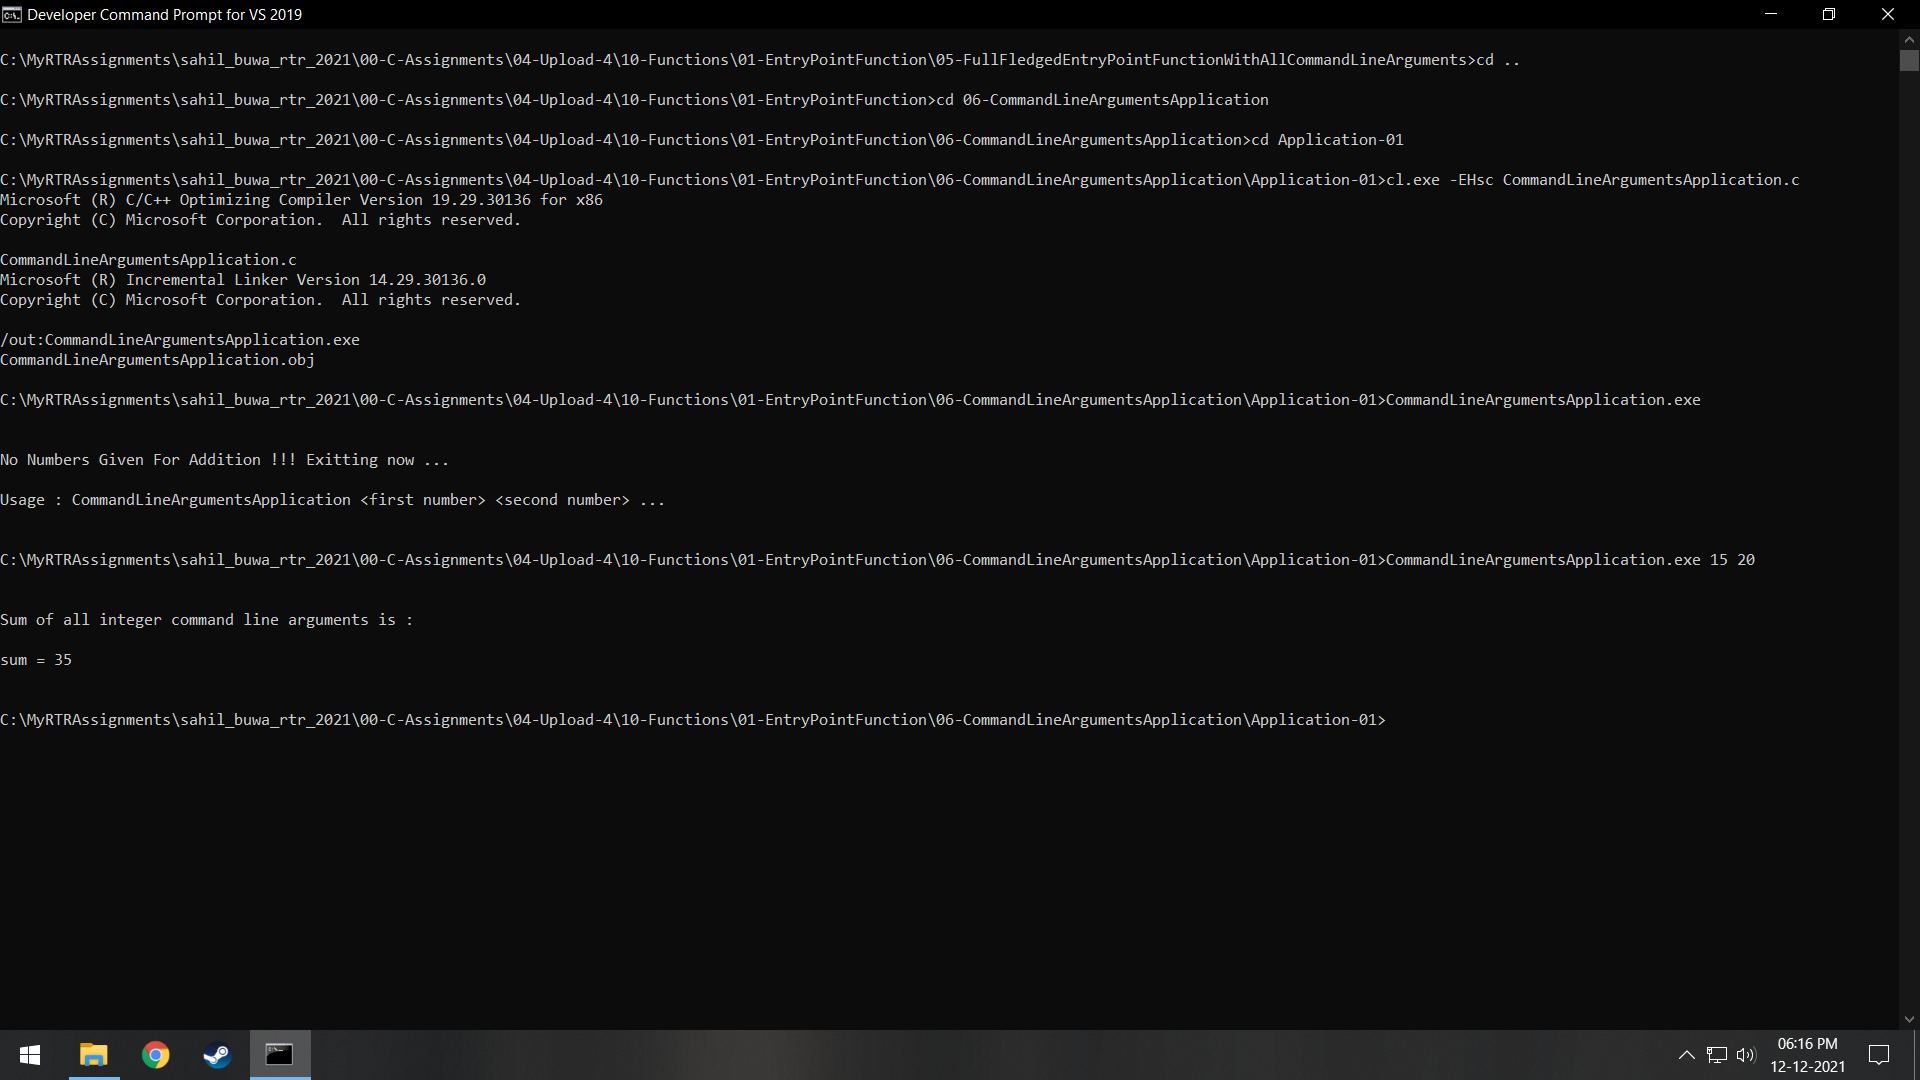 Developer Command Prompt for VS 2019
C:\MyRTRAssignments\sahil_buwa_rtr_2021\00-C-Assignments\04-Upload-4\10-Functions\01-EntryPointFunction\05-FullFledgedEntryPointFunctionWithAllCommandLineArguments>cd ..
C:\MyRTRAssignments\sahil_buwa_rtr_2021\00-C-Assignments\04-Upload-4\10-Functions\01-EntryPointFunction>cd 06-CommandLineArgumentsApplication
C:\MyRTRAssignments\sahil_buwa_rtr_2021\00-C-Assignments\04-Upload-4\10-Functions\01-EntryPointFunction\06-CommandLineArgumentsApplication>cd Application-01
C:\MyRTRAssignments\sahil_buwa_rtr_2021\00-C-Assignments\04-Upload-4\10-Functions\01-EntryPointFunction\06-CommandLineArgumentsApplication\Application-01>cl.exe -EHsc CommandLineArgumentsApplication.c
Microsoft (R) C/C++ Optimizing Compiler Version 19.29.30136 for x86
Copyright (C) Microsoft Corporation.  All rights reserved.
CommandLineArgumentsApplication.c
Microsoft (R) Incremental Linker Version 14.29.30136.0
Copyright (C) Microsoft Corporation.  All rights reserved.
/out:CommandLineArgumentsApplication.exe
CommandLineArgumentsApplication.obj
C:\MyRTRAssignments\sahil_buwa_rtr_2021\00-C-Assignments\04-Upload-4\10-Functions\01-EntryPointFunction\06-CommandLineArgumentsApplication\Application-01>CommandLineArgumentsApplication.exe
No Numbers Given For Addition !!! Exitting now ...
Usage : CommandLineArgumentsApplication <first number> <second number> ...
C:\MyRTRAssignments\sahil_buwa_rtr_2021\00-C-Assignments\04-Upload-4\10-Functions\01-EntryPointFunction\06-CommandLineArgumentsApplication\Application-01>CommandLineArgumentsApplication.exe 15 20
Sum of all integer command line arguments is :
sum = 35
C:\MyRTRAssignments\sahil_buwa_rtr_2021\00-C-Assignments\04-Upload-4\10-Functions\01-EntryPointFunction\06-CommandLineArgumentsApplication\Application-01>
06:16 PM
12-12-2021